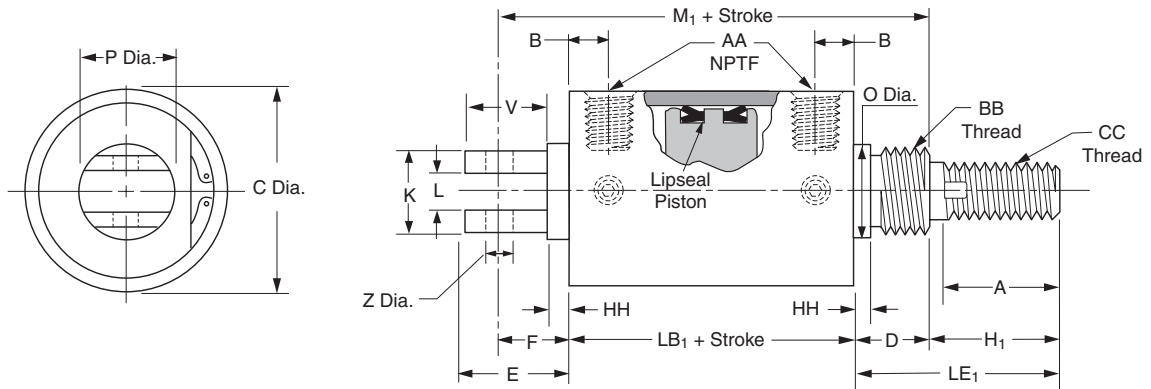 M1 + Stroke
B
AA
NPTF
B
P Dia.
V
O Dia.
BB
Thread
CC
Thread
C Dia.
K
L
Lipseal
Piston
Z Dia.
HH
HH
A
F
LB1 + Stroke
D
H1
E
LE1